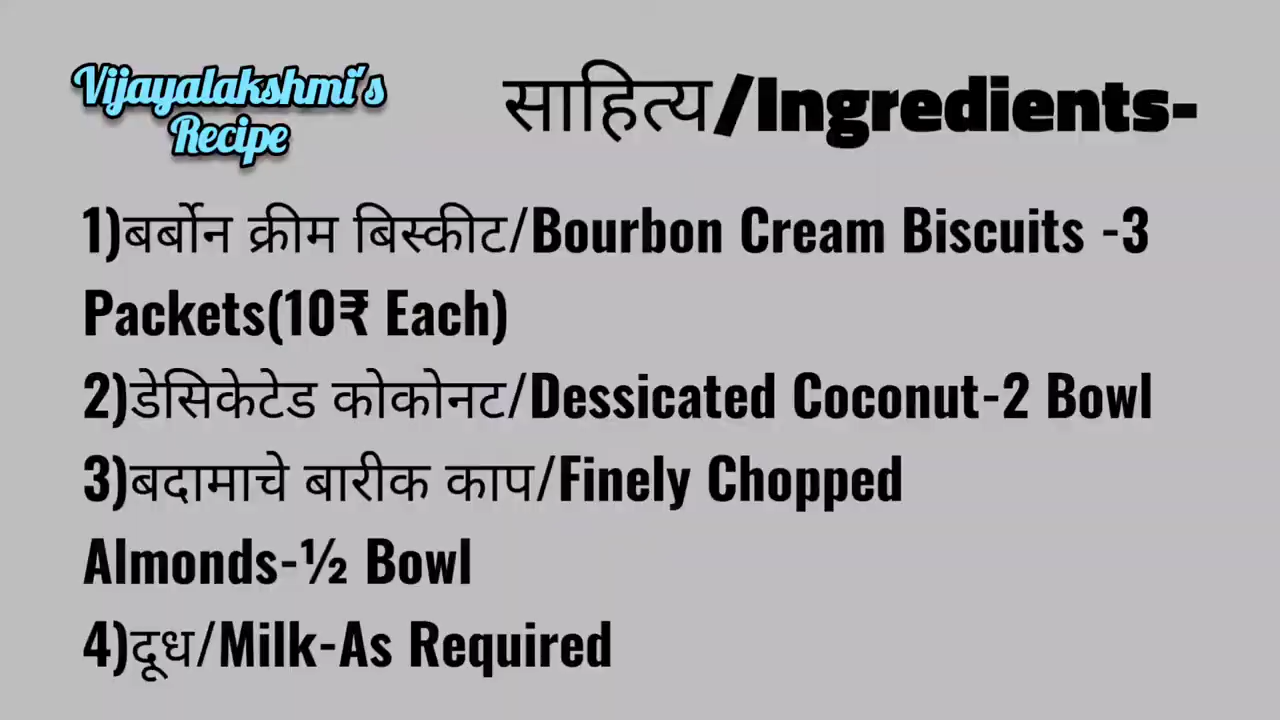 Vijayalakshmi's
Recipe
साहित्य/Ingredients-
1)बर्बोन क्रीम बिस्कीट/Bourbon Cream Biscuits -3
Packets(10₹ Each)
2)डेसिकेटेड कोकोनट/Dessicated Coconut-2 Bowl
3)बदामाचे बारीक काप/Finely Chopped
Almonds-½ Bowl
4)दूध/Milk-As Required